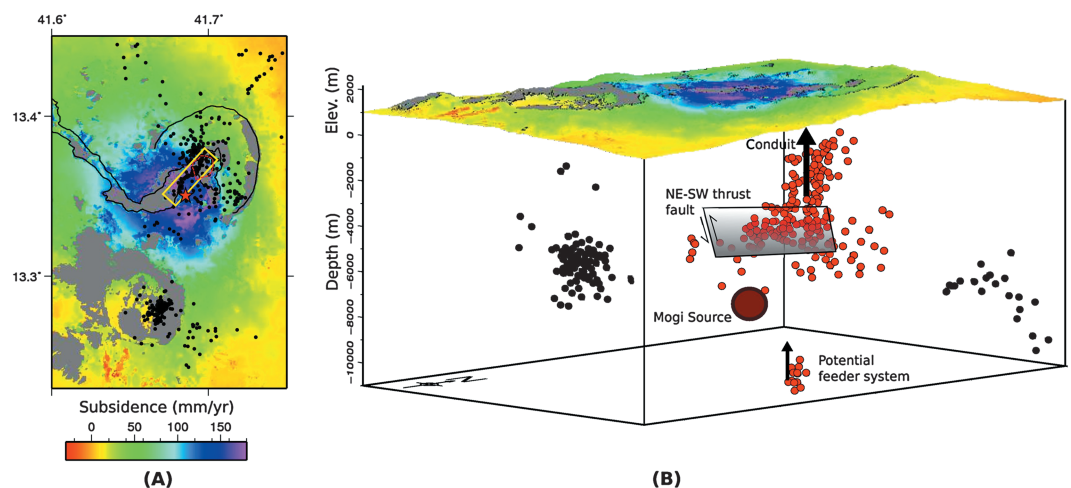 41.6˚
41.7˚
13.4˚
13.3˚
Subsidence (mm/yr)
0 50 100 150
(A)
Elev. (m)
2000
0
−2000
−4000
−6000
−8000
−10000
Depth (m)
Conduit
NE-SW thrust
fault
Mogi Source
Potential
feeder system
N
(B)